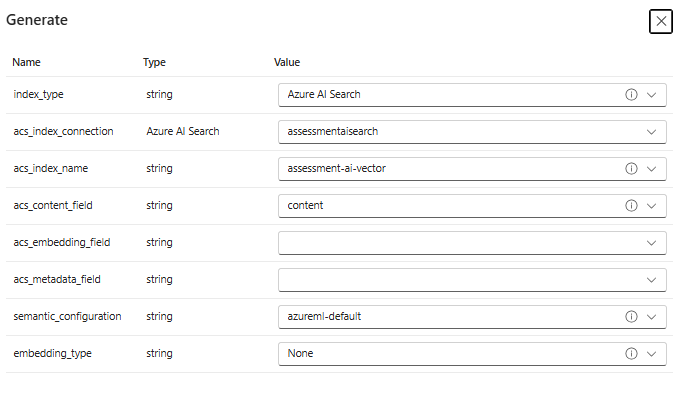 Generate
Name Type Value
index_type string Azure AI Search
acs_index_connection Azure AI Search assessmentaisearch
acs_index_name string assessment-ai-vector
acs_content_field string content
acs_embedding_field string
acs_metadata_field string
semantic_configuration string azureml-default
embedding_type string None